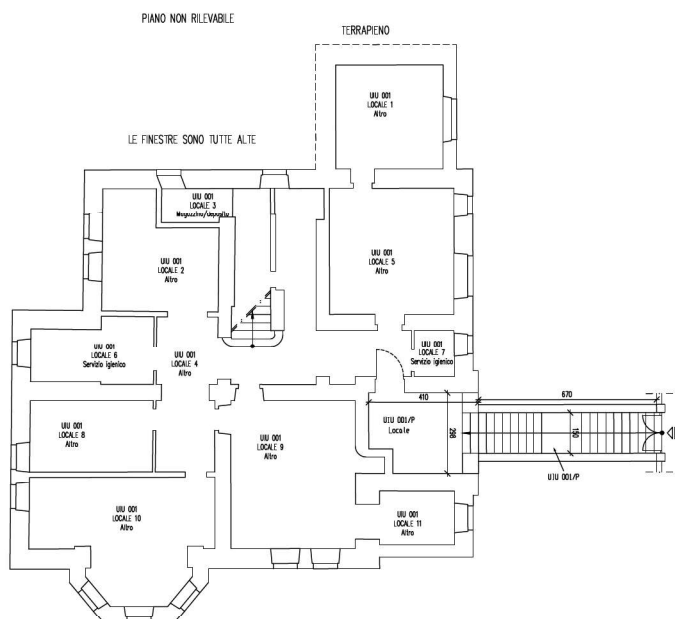 PIANO NON RILEVABILE
TERRAPIENO
UIU 001
LOCALE 1
Altro
LE FINESTRE SONO TUTTE ALTE
UIU 001
LOCALE 3
Magazzino/deposito
UIU 001
LOCALE 2
Altro
UIU 001
LOCALE 5
Altro
UIU 001
LOCALE 6
Servizio igienico
UIU 001
LOCALE 4
Altro
UIU 001
LOCALE 7
Servizio igienico
410
670
UIU 001/P
Locale
298
150
UIU 001/P
UIU 001
LOCALE 8
Altro
UIU 001
LOCALE 9
Altro
UIU 001
LOCALE 10
Altro
UIU 001
LOCALE 11
Altro